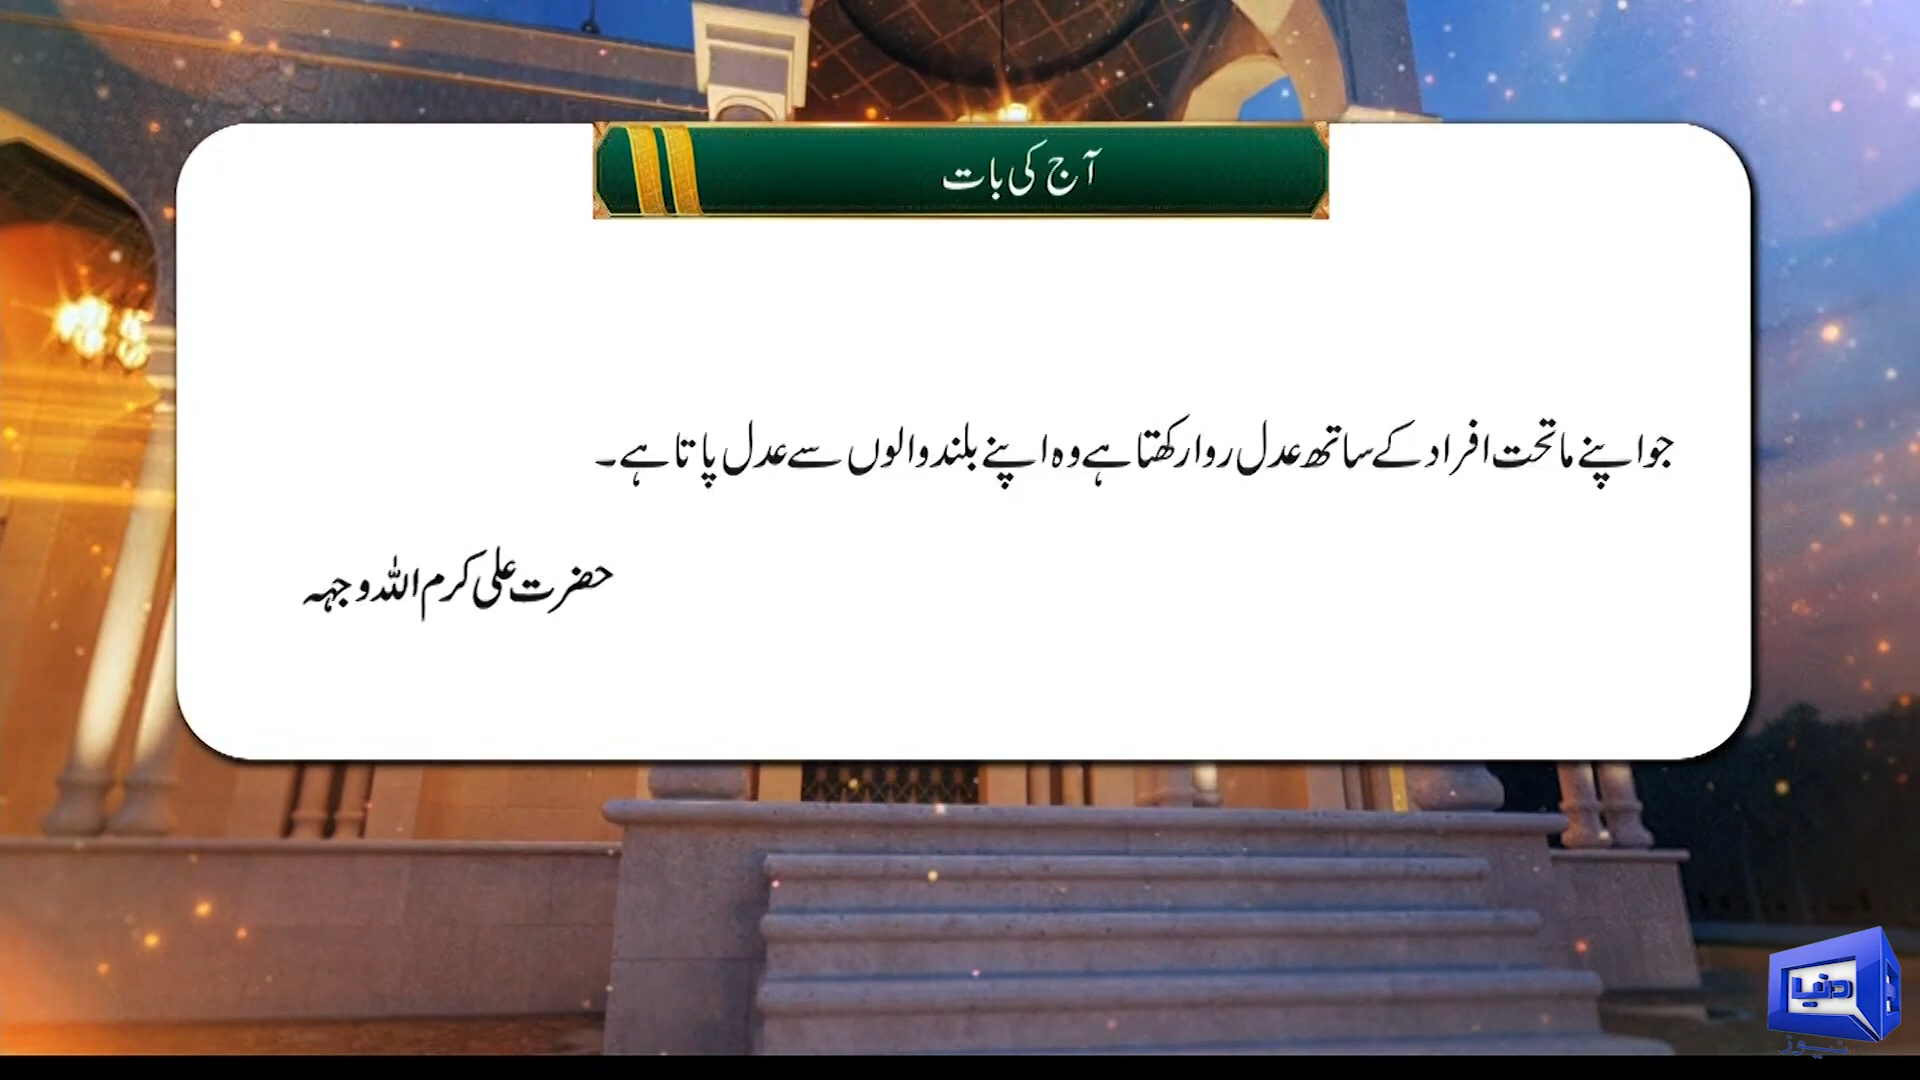 آج کی بات
جو اپنے ماتحت افراد کے ساتھ عدل روا رکھتا ہے وہ اپنے بلند والوں سے عدل پاتا ہے۔
حضرت علی کرم اللہ وجہہ
دنیا
نیوز